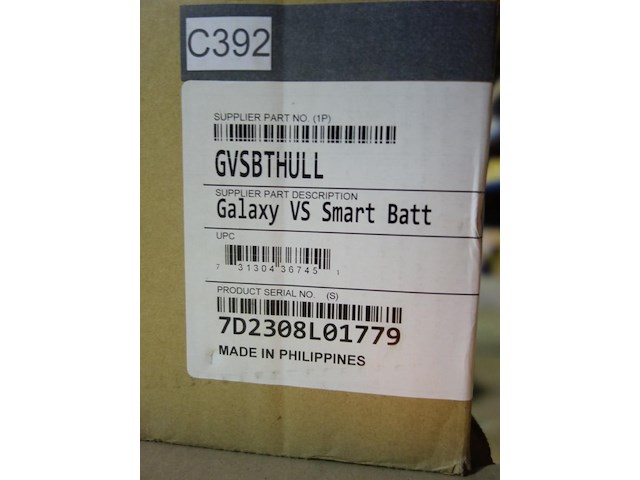 C392
SUPPLIER PART NO. (1P)
GVSBTHULL
SUPPLIER PART DESCRIPTION
Galaxy VS Smart Batt
UPC
7 31304 36745 1
PRODUCT SERIAL NO. (S)
7D2308L01779
MADE IN PHILIPPINES